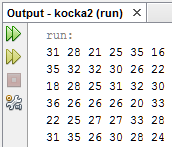 Output - kocka2 (run)
run:
31 28 21 25 35 16
35 32 32 30 26 22
18 28 25 31 32 30
36 26 26 26 20 33
22 25 27 27 33 28
31 35 26 30 28 24